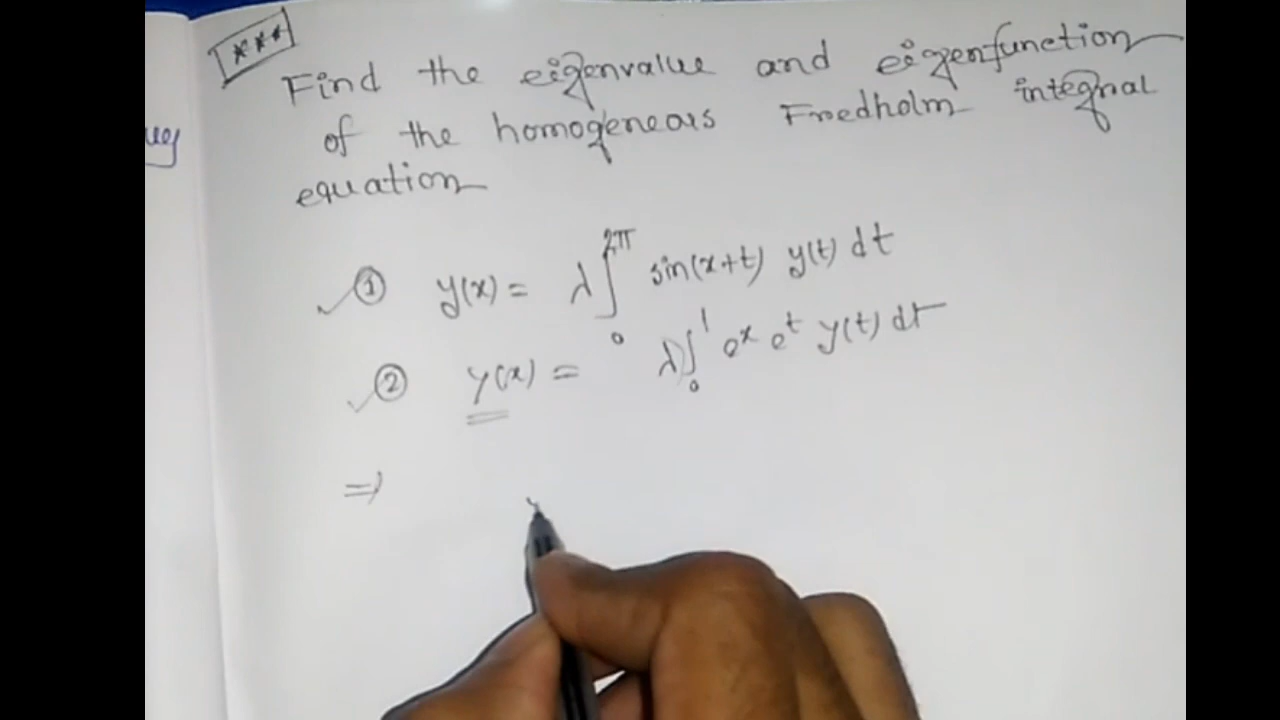 ***
Find the eigenvalue and eigenfunction
of the homogeneous Fredholm integral
equation
① y(x) = λ∫₀^2π sin(x+t) y(t) dt
② y(x) = λ∫₀^1 e^x e^t y(t) dt
⇒